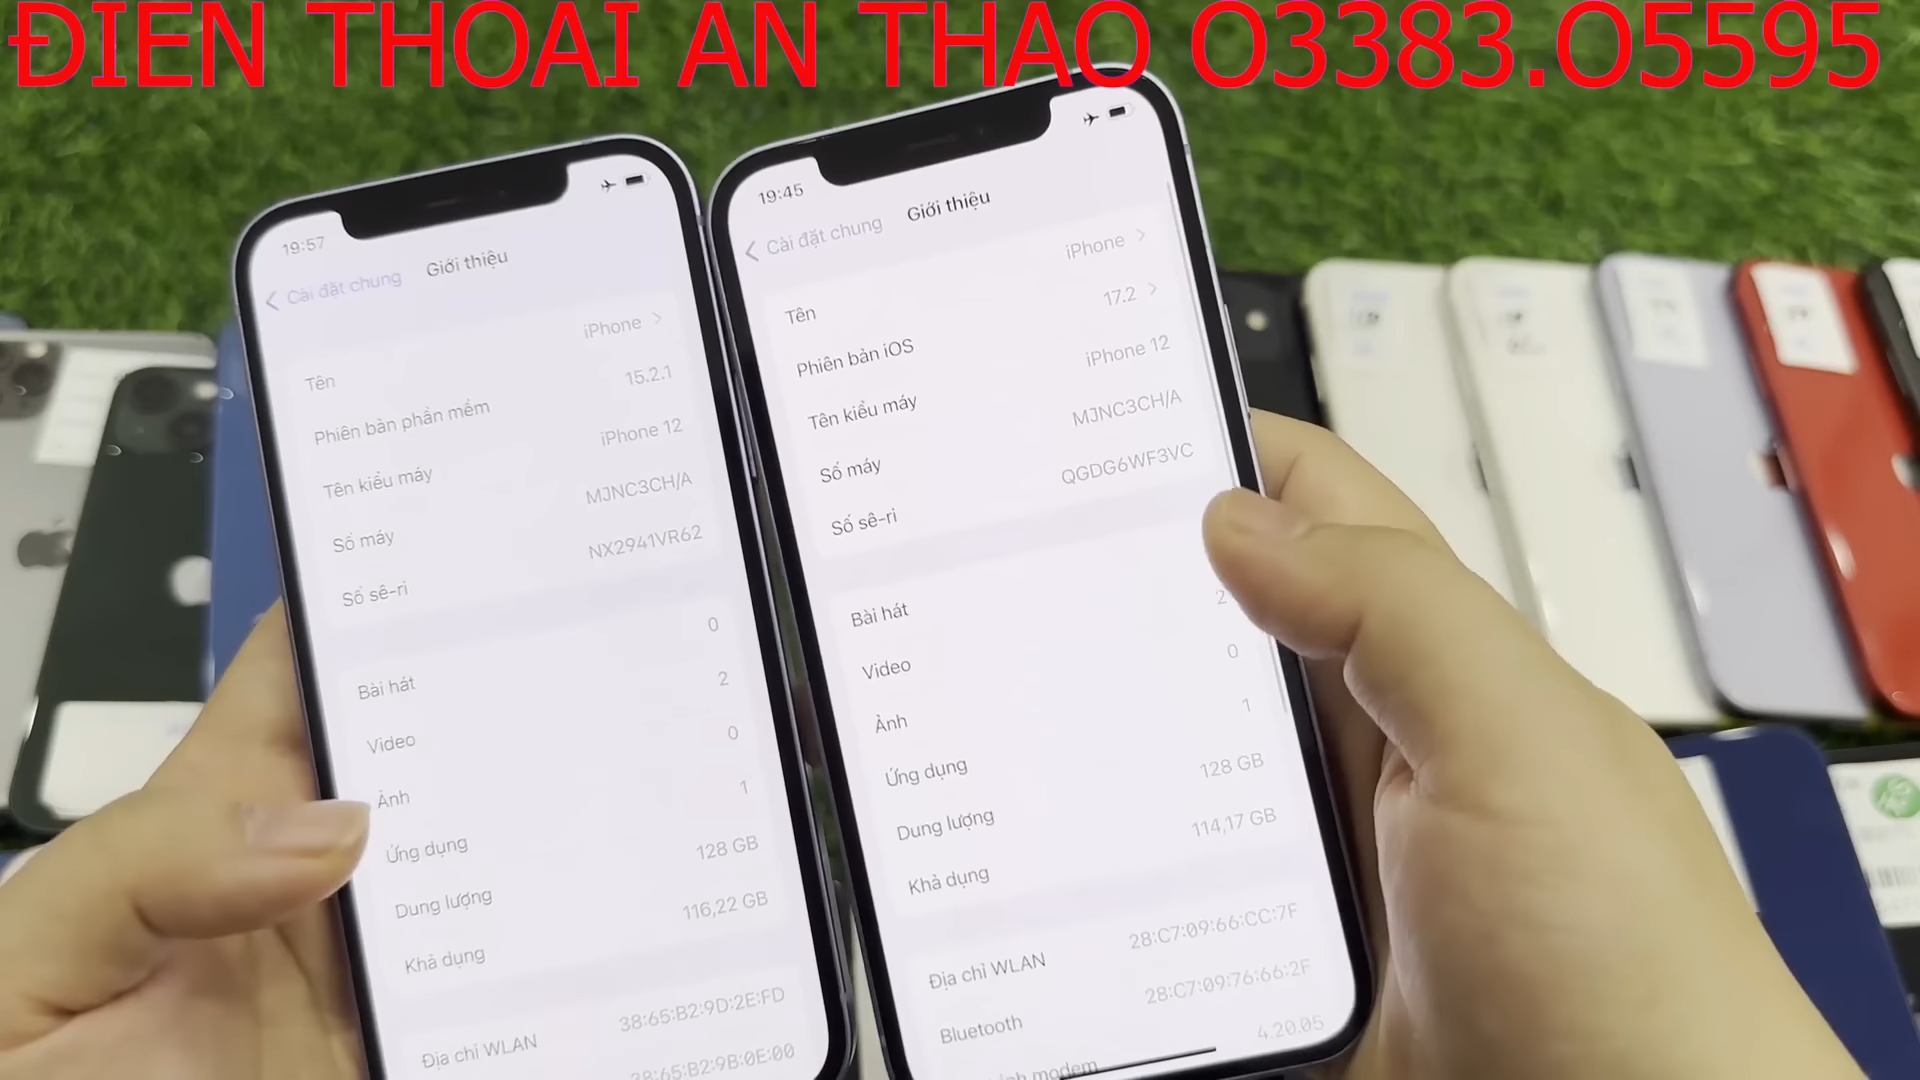 ĐIEN THOAI AN THAO O3383.O5595
19:57
Cài đặt chung
Giới thiệu
Tên
iPhone
Phiên bản phần mềm
15.2.1
Tên kiểu máy
iPhone 12
Số máy
MJNC3CH/A
Số sê-ri
NX2941VR62
Bài hát
0
Video
2
Ảnh
0
Ứng dụng
1
Dung lượng
128 GB
Khả dụng
116,22 GB
Địa chỉ WLAN
38:65:B2:9D:2E:FD
38:65:B2:9B:0E:00
19:45
Cài đặt chung
Giới thiệu
Tên
iPhone
Phiên bản iOS
17.2
Tên kiểu máy
iPhone 12
Số máy
MJNC3CH/A
Số sê-ri
QGDG6WF3VC
Bài hát
Video
2
Ảnh
0
Ứng dụng
1
Dung lượng
128 GB
Khả dụng
114,17 GB
Địa chỉ WLAN
28:C7:09:66:CC:7F
Bluetooth
28:C7:09:76:66:2F
modem
4.20.05